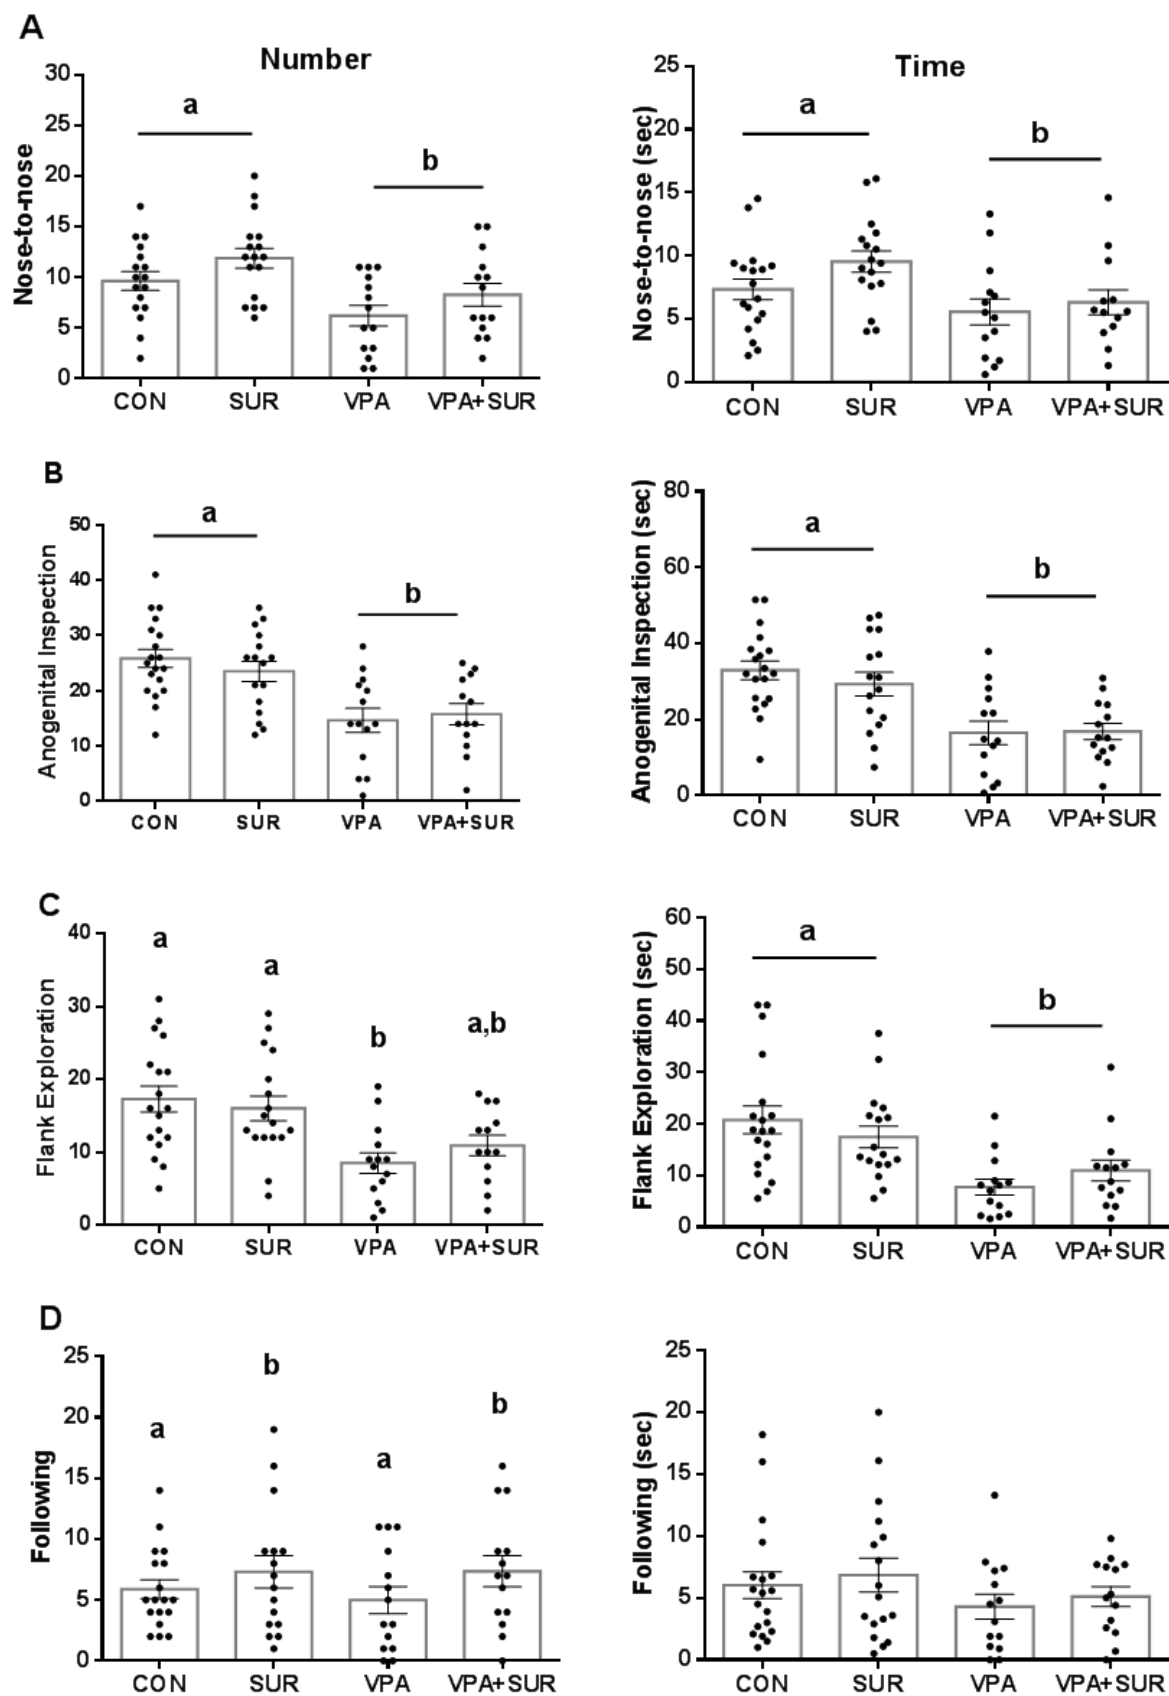 A
Number
Time
Nose-to-nose
30
25
20
15
10
5
0
a
b
CON SUR VPA VPA+SUR
Nose-to-nose (sec)
25
20
15
10
5
0
a
b
CON SUR VPA VPA+SUR
B
Anogenital Inspection
50
40
30
20
10
0
a
b
CON SUR VPA VPA+SUR
Anogenital Inspection (sec)
80
60
40
20
0
a
b
CON SUR VPA VPA+SUR
C
Flank Exploration
40
30
20
10
0
a
a
b
a,b
CON SUR VPA VPA+SUR
Flank Exploration (sec)
60
50
40
30
20
10
0
a
b
CON SUR VPA VPA+SUR
D
Following
25
20
15
10
5
0
a
b
a
b
CON SUR VPA VPA+SUR
Following (sec)
25
20
15
10
5
0
CON SUR VPA VPA+SUR